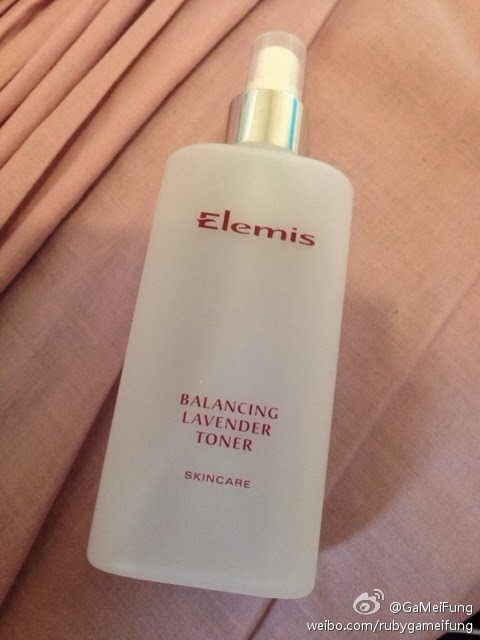 Elemis
BALANCING
LAVENDER
TONER
SKINCARE
@GaMeiFung
weibo.com/rubygameifung